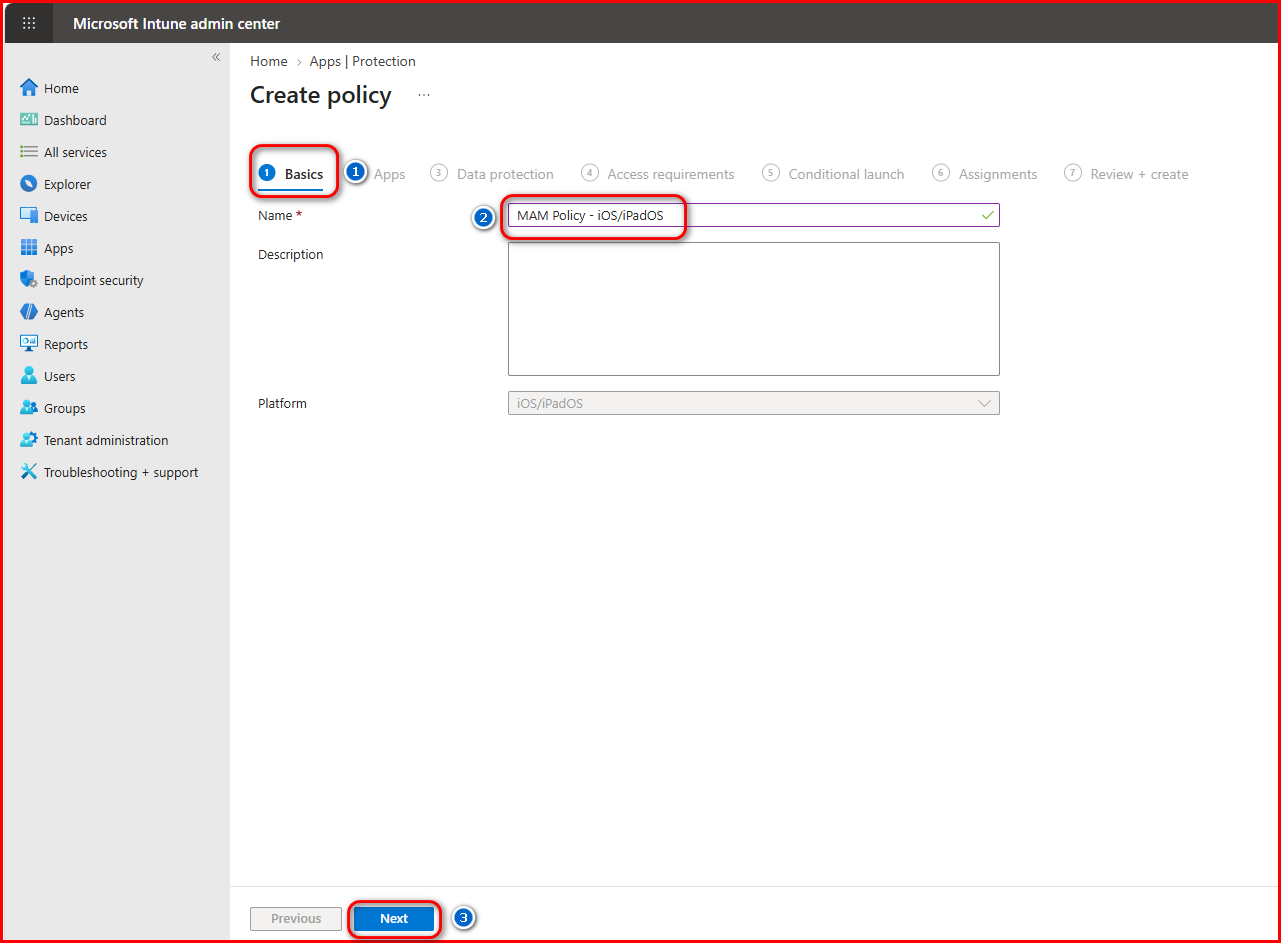 Microsoft Intune admin center
«
Home
Dashboard
All services
Explorer
Devices
Apps
Endpoint security
Agents
Reports
Users
Groups
Tenant administration
Troubleshooting + support
Home › Apps | Protection
Create policy ...
1 Basics 1 Apps 3 Data protection 4 Access requirements 5 Conditional launch 6 Assignments 7 Review + create
Name * 2 MAM Policy - iOS/iPadOS
Description
Platform iOS/iPadOS
Previous Next 3